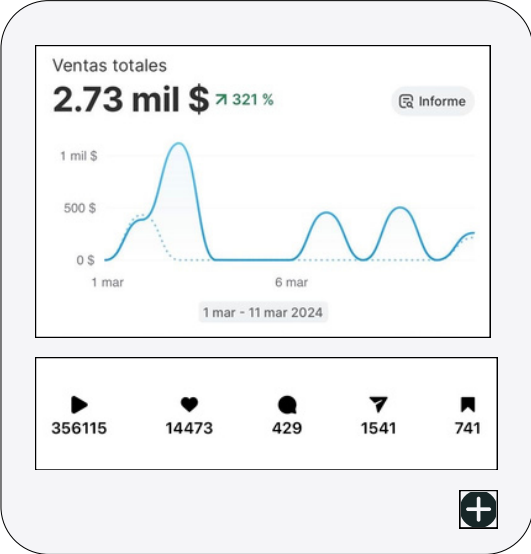 Ventas totales
2.73 mil $ 321 %
Informe
1 mil $
500 $
0 $
1 mar 6 mar
1 mar - 11 mar 2024
356115 14473 429 1541 741